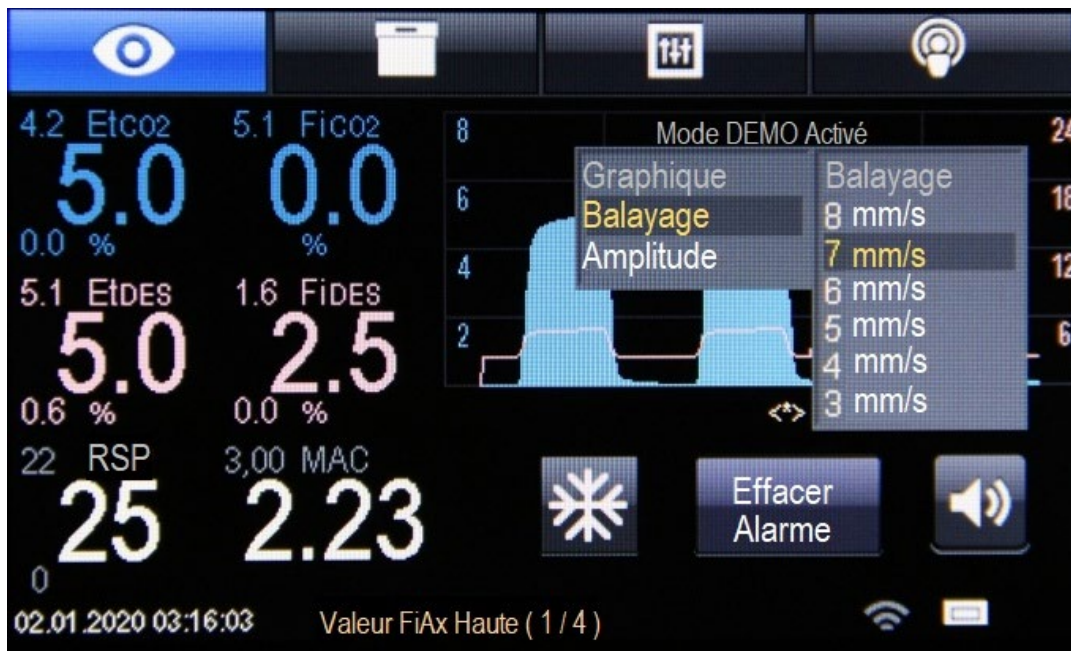 4.2 EtCO2 5.1 FiCO2
5.0 0.0
0.0 % %
5.1 EtDES 1.6 FiDES
5.0 2.5
0.6 % 0.0 %
22 RSP 3,00 MAC
25 2.23
0
8 Mode DEMO Activé 24
6 18
4 12
2 6
Graphique
Balayage
Amplitude
Balayage
8 mm/s
7 mm/s
6 mm/s
5 mm/s
4 mm/s
3 mm/s
<*>
Effacer
Alarme
02.01.2020 03:16:03 Valeur FiAx Haute ( 1 / 4 )